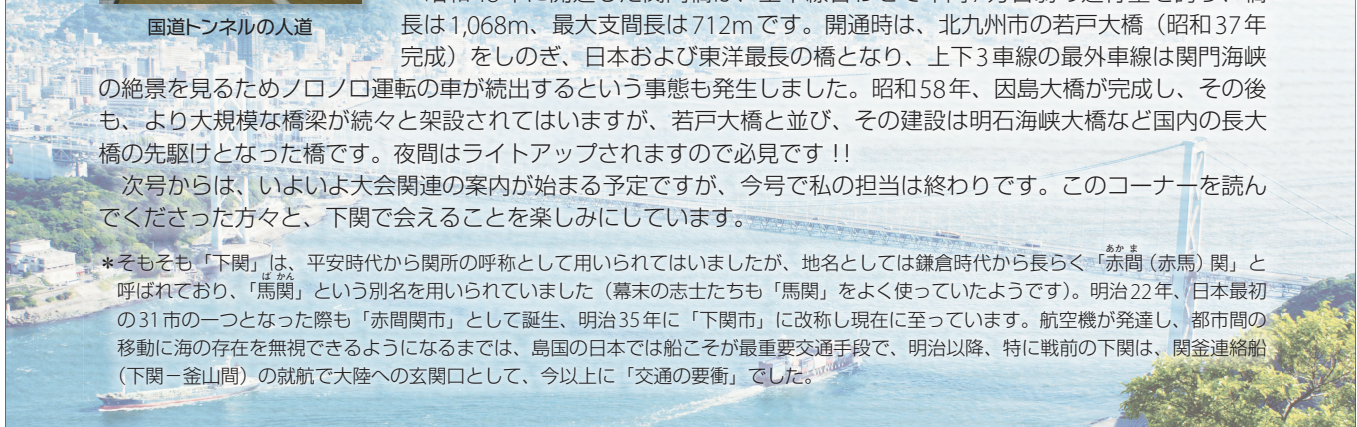 国道トンネルの人道
長は1,068m、最大支間長は712mです。開通時は、北九州市の若戸大橋（昭和37年
完成）をしのぎ、日本および東洋最長の橋となり、上下3車線の最外車線は関門海峡
の絶景を見るためノロノロ運転の車が続出するという事態も発生しました。昭和58年、因島大橋が完成し、その後
も、より大規模な橋梁が続々と架設されてはいますが、若戸大橋と並び、その建設は明石海峡大橋など国内の長大
橋の先駆けとなった橋です。夜間はライトアップされますので必見です!!
　次号からは、いよいよ大会関連の案内が始まる予定ですが、今号で私の担当は終わりです。このコーナーを読ん
でくださった方々と、下関で会えることを楽しみにしています。
あか ま
＊そもそも「下関」は、平安時代から関所の呼称として用いられてはいましたが、地名としては鎌倉時代から長らく「赤間（赤馬）関」と
ば かん
呼ばれており、「馬関」という別名を用いられていました（幕末の志士たちも「馬関」をよく使っていたようです）。明治22年、日本最初
の31市の一つとなった際も「赤間関市」として誕生、明治35年に「下関市」に改称し現在に至っています。航空機が発達し、都市間の
移動に海の存在を無視できるようになるまでは、島国の日本では船こそが最重要交通手段で、明治以降、特に戦前の下関は、関釜連絡船
（下関－釜山間）の就航で大陸への玄関口として、今以上に「交通の要衝」でした。